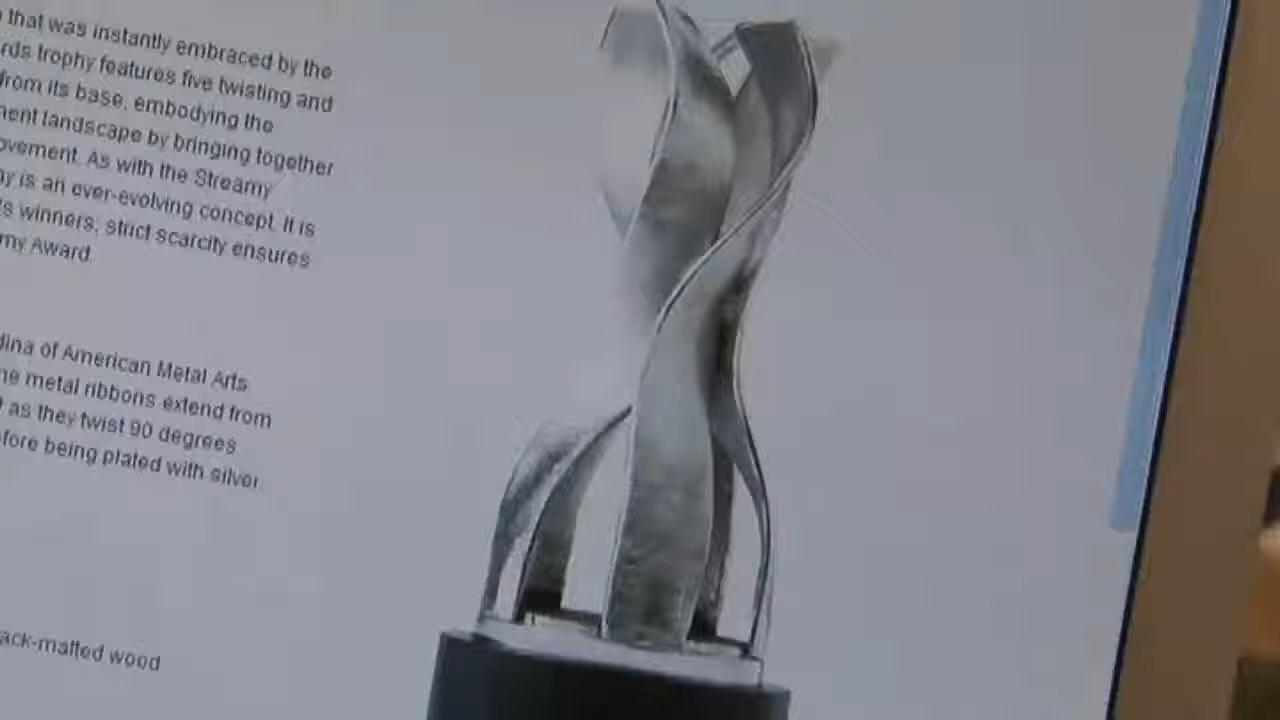 that was instantly embraced by the
rds trophy features five twisting and
from its base, embodying the
ment landscape by bringing together
ovement. As with the Streamy
y is an ever-evolving concept. It is
s winners, strict scarcity ensures
my Award.
dina of American Metal Arts
he metal ribbons extend from
as they twist 90 degrees
fore being plated with silver.
ack-matted wood